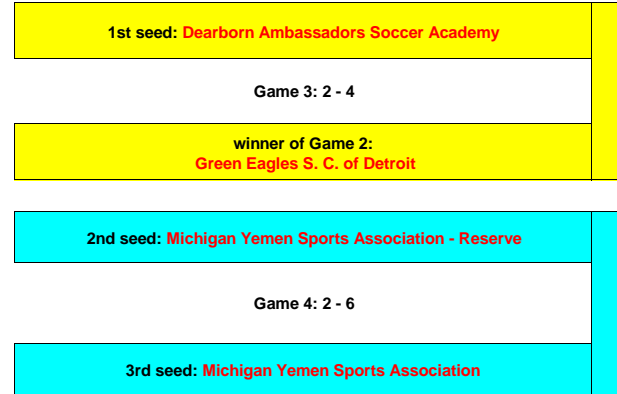 1st seed: Dearborn Ambassadors Soccer Academy
Game 3: 2 - 4
winner of Game 2:
Green Eagles S. C. of Detroit
2nd seed: Michigan Yemen Sports Association - Reserve
Game 4: 2 - 6
3rd seed: Michigan Yemen Sports Association